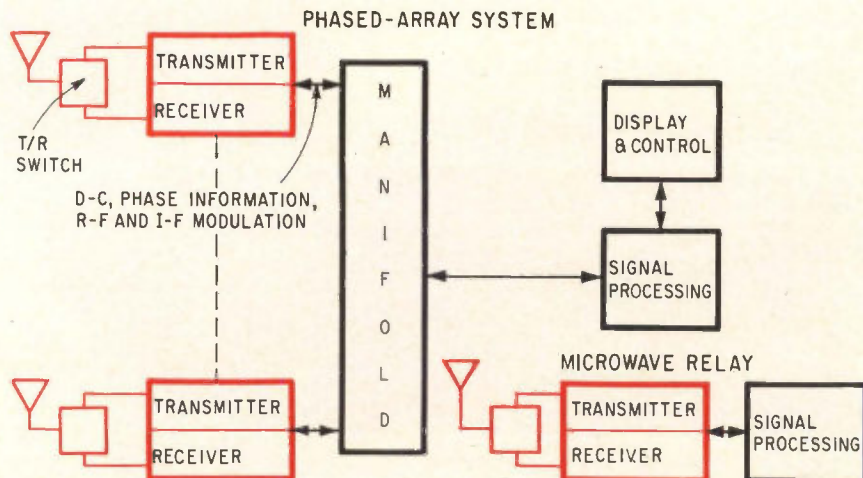 PHASED-ARRAY SYSTEM
TRANSMITTER
RECEIVER
T/R
SWITCH
D-C, PHASE INFORMATION,
R-F AND I-F MODULATION
MANIFOLD
DISPLAY
& CONTROL
SIGNAL
PROCESSING
TRANSMITTER
RECEIVER
MICROWAVE RELAY
TRANSMITTER
RECEIVER
SIGNAL
PROCESSING